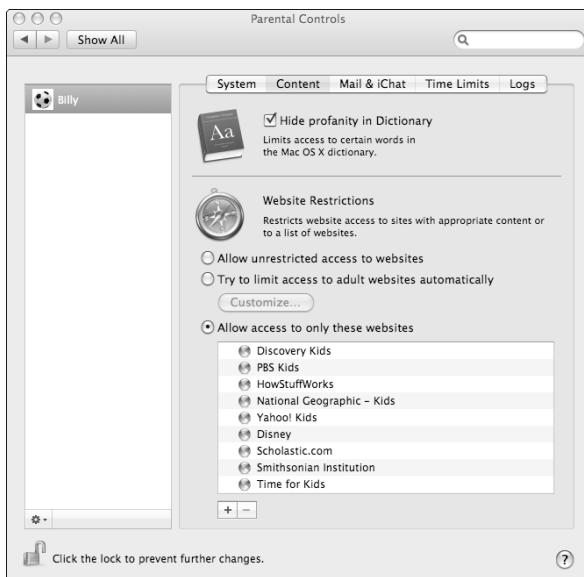 Parental Controls
Show All
Billy
System Content Mail & iChat Time Limits Logs
Aa
Hide profanity in Dictionary
Limits access to certain words in
the Mac OS X dictionary.
Website Restrictions
Restricts website access to sites with appropriate content or
to a list of websites.
Allow unrestricted access to websites
Try to limit access to adult websites automatically
Customize...
Allow access to only these websites
Discovery Kids
PBS Kids
HowStuffWorks
National Geographic – Kids
Yahoo! Kids
Disney
Scholastic.com
Smithsonian Institution
Time for Kids
+ −
Click the lock to prevent further changes.
?